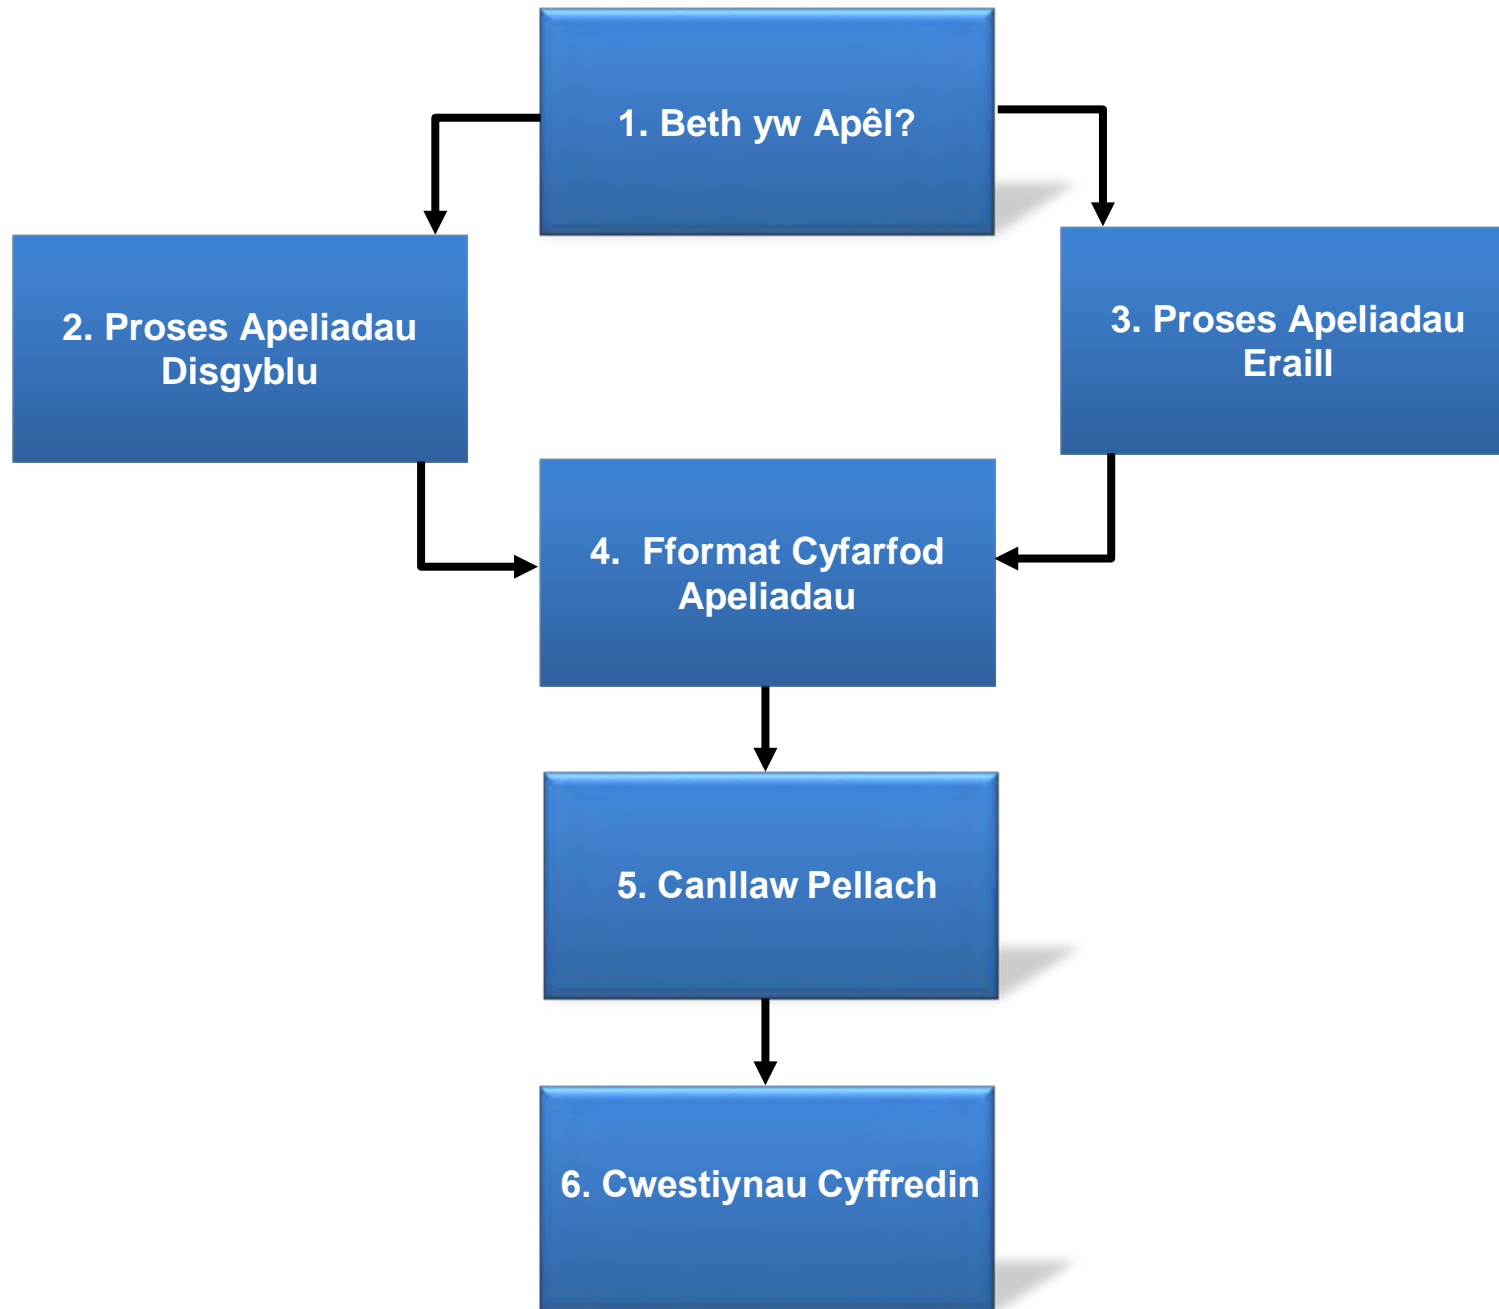 1. Beth yw Apêl?
2. Proses Apeliadau
Disgyblu
3. Proses Apeliadau
Eraill
4. Fformat Cyfarfod
Apeliadau
5. Canllaw Pellach
6. Cwestiynau Cyffredin